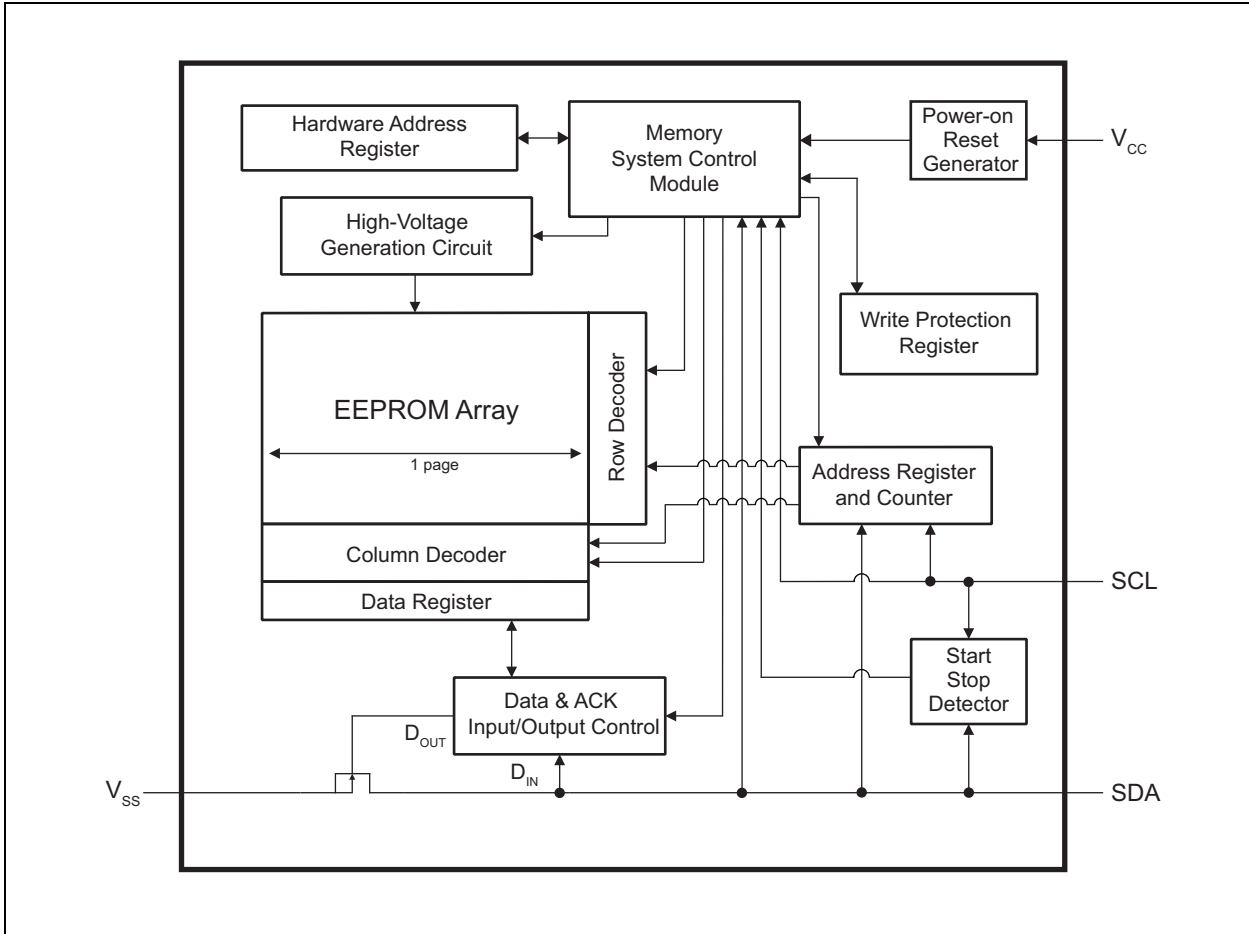 Hardware Address
Register
Memory
System Control
Module
Power-on
Reset
Generator
VCC
High-Voltage
Generation Circuit
Write Protection
Register
EEPROM Array
1 page
Row Decoder
Address Register
and Counter
Column Decoder
Data Register
SCL
Start
Stop
Detector
Data & ACK
Input/Output Control
DOUT
DIN
VSS
SDA